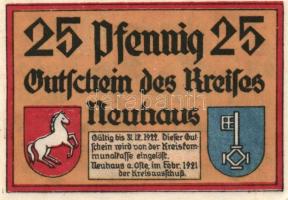 25 Pfennig 25
Gutschein des Kreises
Neuhaus
Gültig bis 31.12.1922. Dieser Gut-
schein wird von der Kreiskom-
munalkasse eingelöst.
Neuhaus a. Oste, im Febr. 1921
der Kreisausschuß.